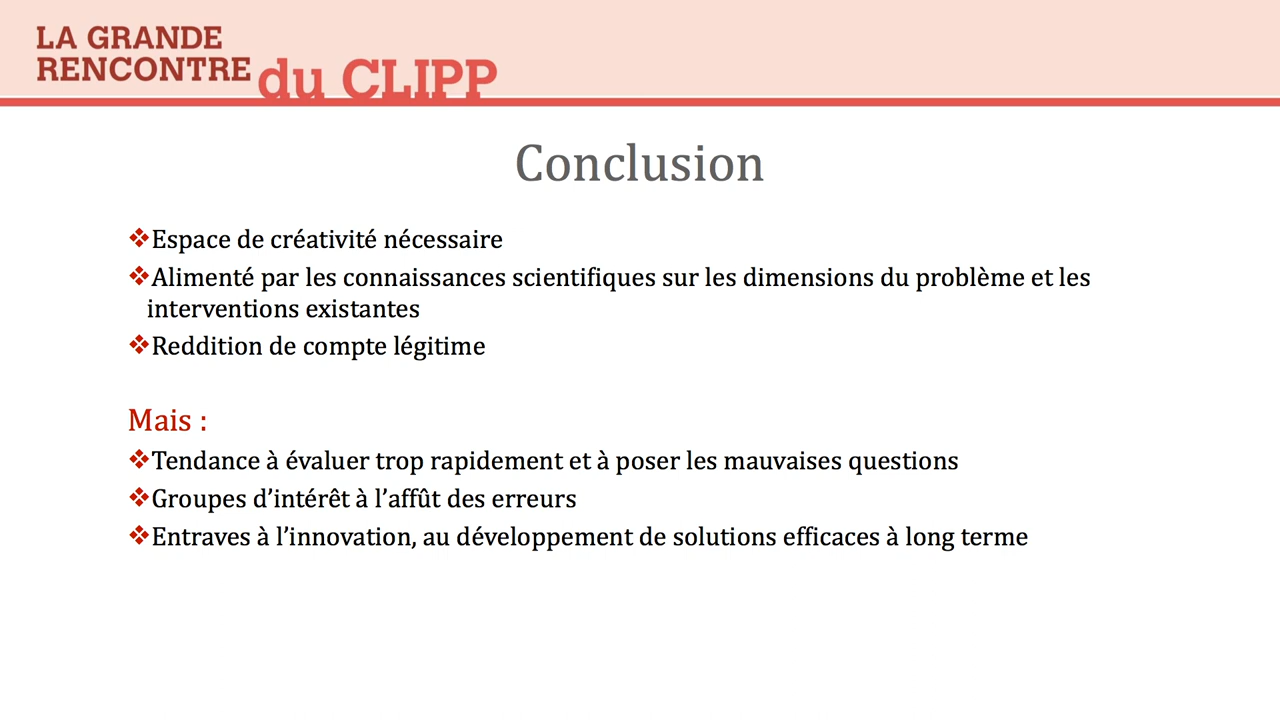 LA GRANDE
RENCONTRE du CLIPP
Conclusion
❖Espace de créativité nécessaire
❖Alimenté par les connaissances scientifiques sur les dimensions du problème et les
interventions existantes
❖Reddition de compte légitime
Mais :
❖Tendance à évaluer trop rapidement et à poser les mauvaises questions
❖Groupes d’intérêt à l’affût des erreurs
❖Entraves à l’innovation, au développement de solutions efficaces à long terme